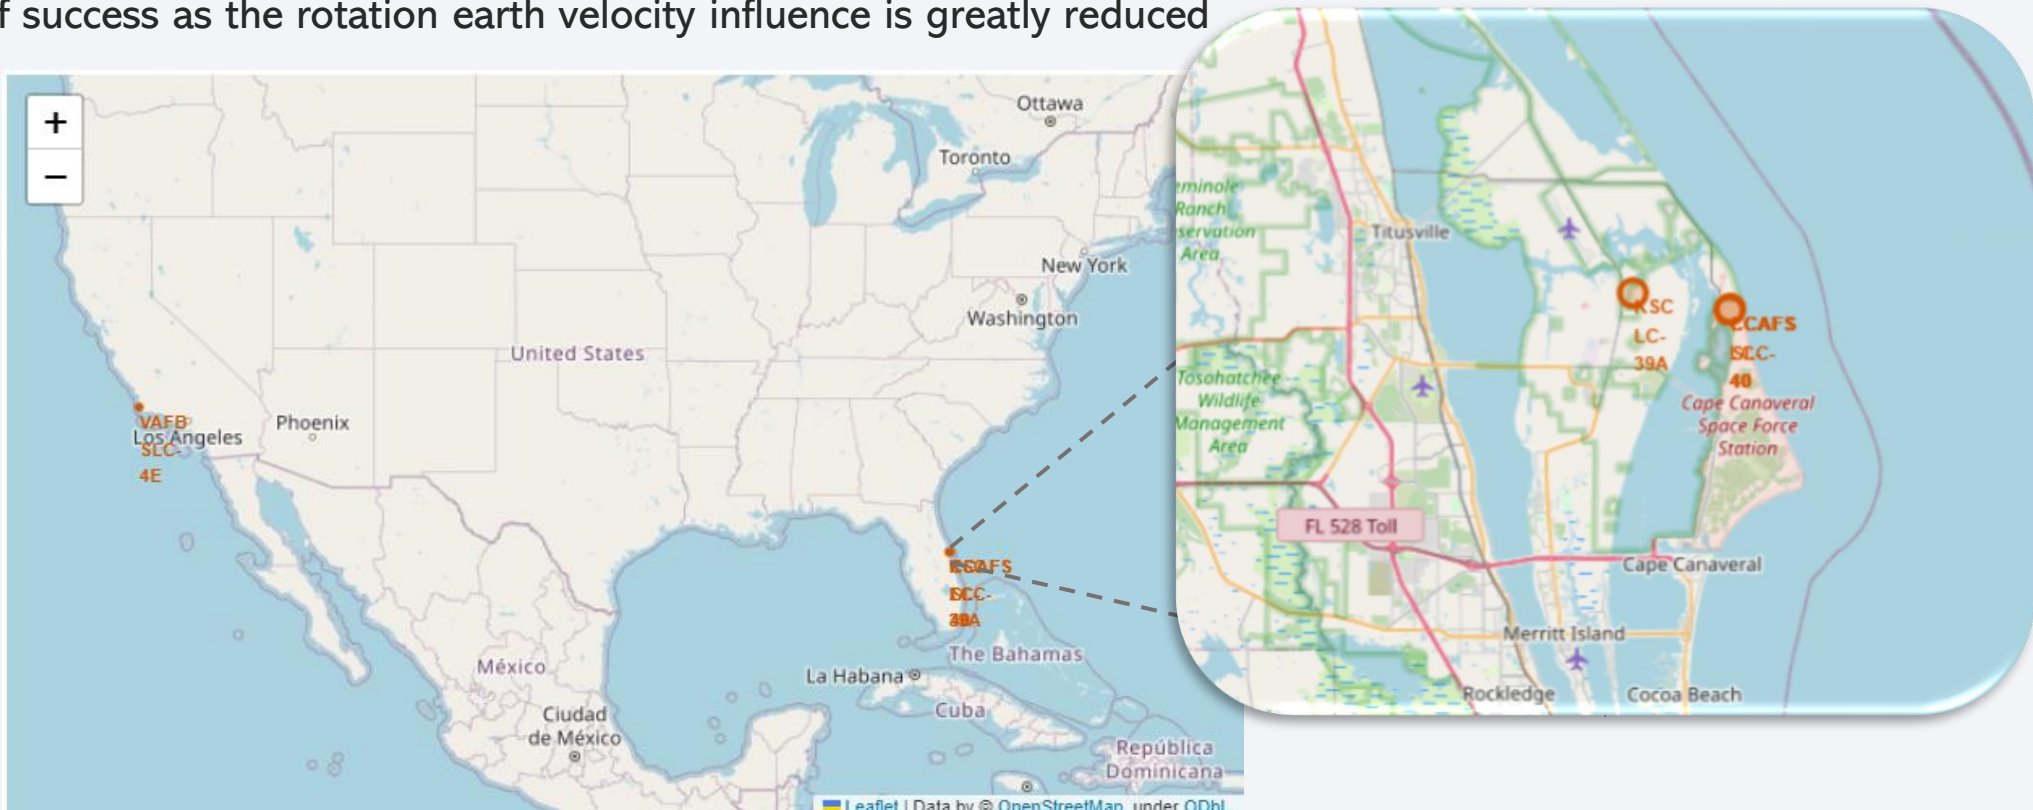 f success as the rotation earth velocity influence is greatly reduced
+
−
Ottawa
Toronto
New York
Washington
United States
Phoenix
VAFB
Los Angeles
SLC-
4E
CCAFS
The Bahamas
México
La Habana
Cuba
Ciudad
de México
República
Dominicana
Leaflet | Data by © OpenStreetMap, under ODbL
eminole
Ranch
servation
Area
Titusville
KSC
LC-
39A
CCAFS
SLC-
40
Tosohatchee
Wildlife
Management
Area
Cape Canaveral
Space Force
Station
FL 528 Toll
Cape Canaveral
Merritt Island
Rockledge
Cocoa Beach